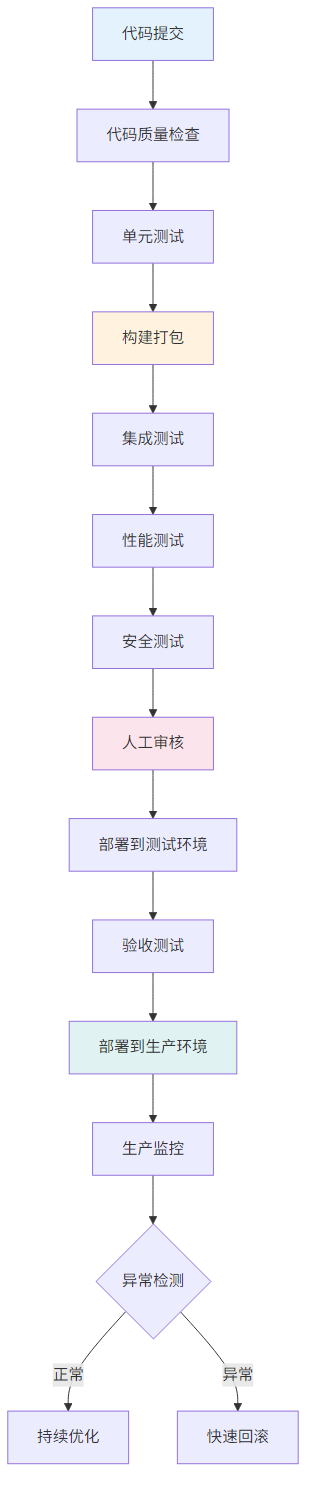 代码提交
代码质量检查
单元测试
构建打包
集成测试
性能测试
安全测试
人工审核
部署到测试环境
验收测试
部署到生产环境
生产监控
异常检测
正常
异常
持续优化
快速回滚